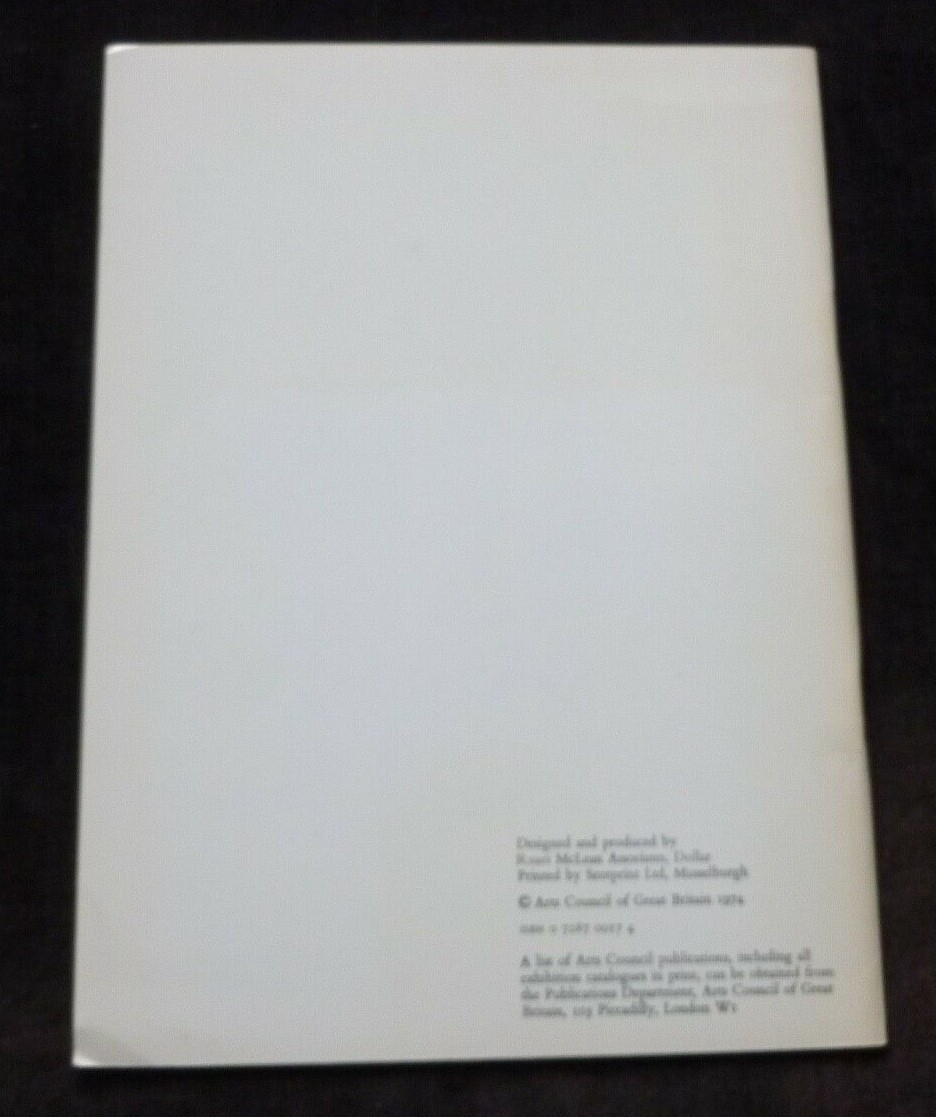 Designed and produced by
Ruari McLean Associates, Dollar
Printed by Scotprint Ltd, Musselburgh
© Arts Council of Great Britain 1974
A list of Arts Council publications, including all
exhibition catalogues in print, can be obtained from
the Publications Department, Arts Council of Great
Britain, 105 Piccadilly, London W1